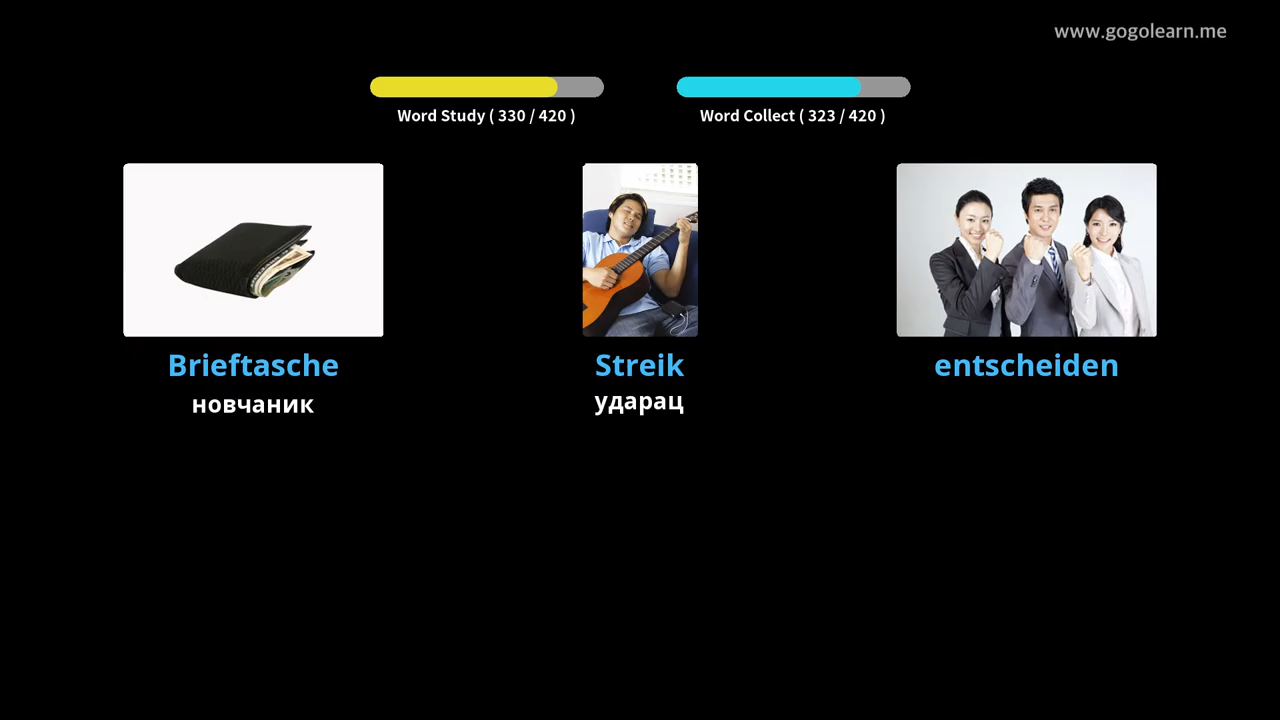 www.gogolearn.me
Word Study ( 330 / 420 )
Word Collect ( 323 / 420 )
Brieftasche
Streik
entscheiden
новчаник
ударац